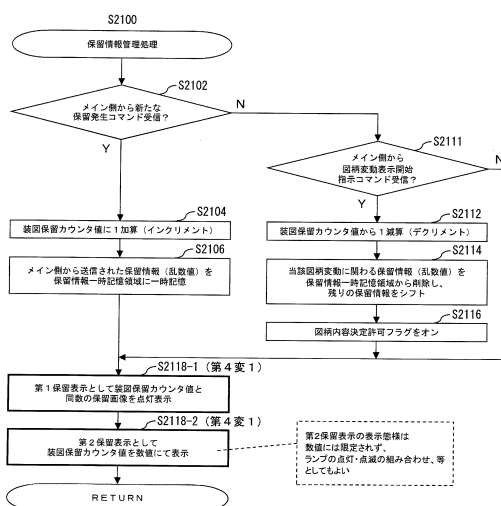 S2100
保留情報管理処理
S2102
メイン側から新たな
保留発生コマンド受信？
N
Y
S2111
メイン側から
図柄変動表示開始
指示コマンド受信？
N
Y
S2104
装図保留カウンタ値に１加算（インクリメント）
S2106
メイン側から送信された保留情報（乱数値）を
保留情報一時記憶領域に一時記憶
S2112
装図保留カウンタ値から１減算（デクリメント）
S2114
当該図柄変動に関わる保留情報（乱数値）を
保留情報一時記憶領域から削除し、
残りの保留情報をシフト
S2116
図柄内容決定許可フラグをオン
S2118-1（第４変１）
第１保留表示として装図保留カウンタ値と
同数の保留画像を点灯表示
S2118-2（第４変１）
第２保留表示として
装図保留カウンタ値を数値にて表示
第2保留表示の表示態様は
数値には限定されず、
ランプの点灯・点滅の組み合わせ、等
としてもよい
RETURN